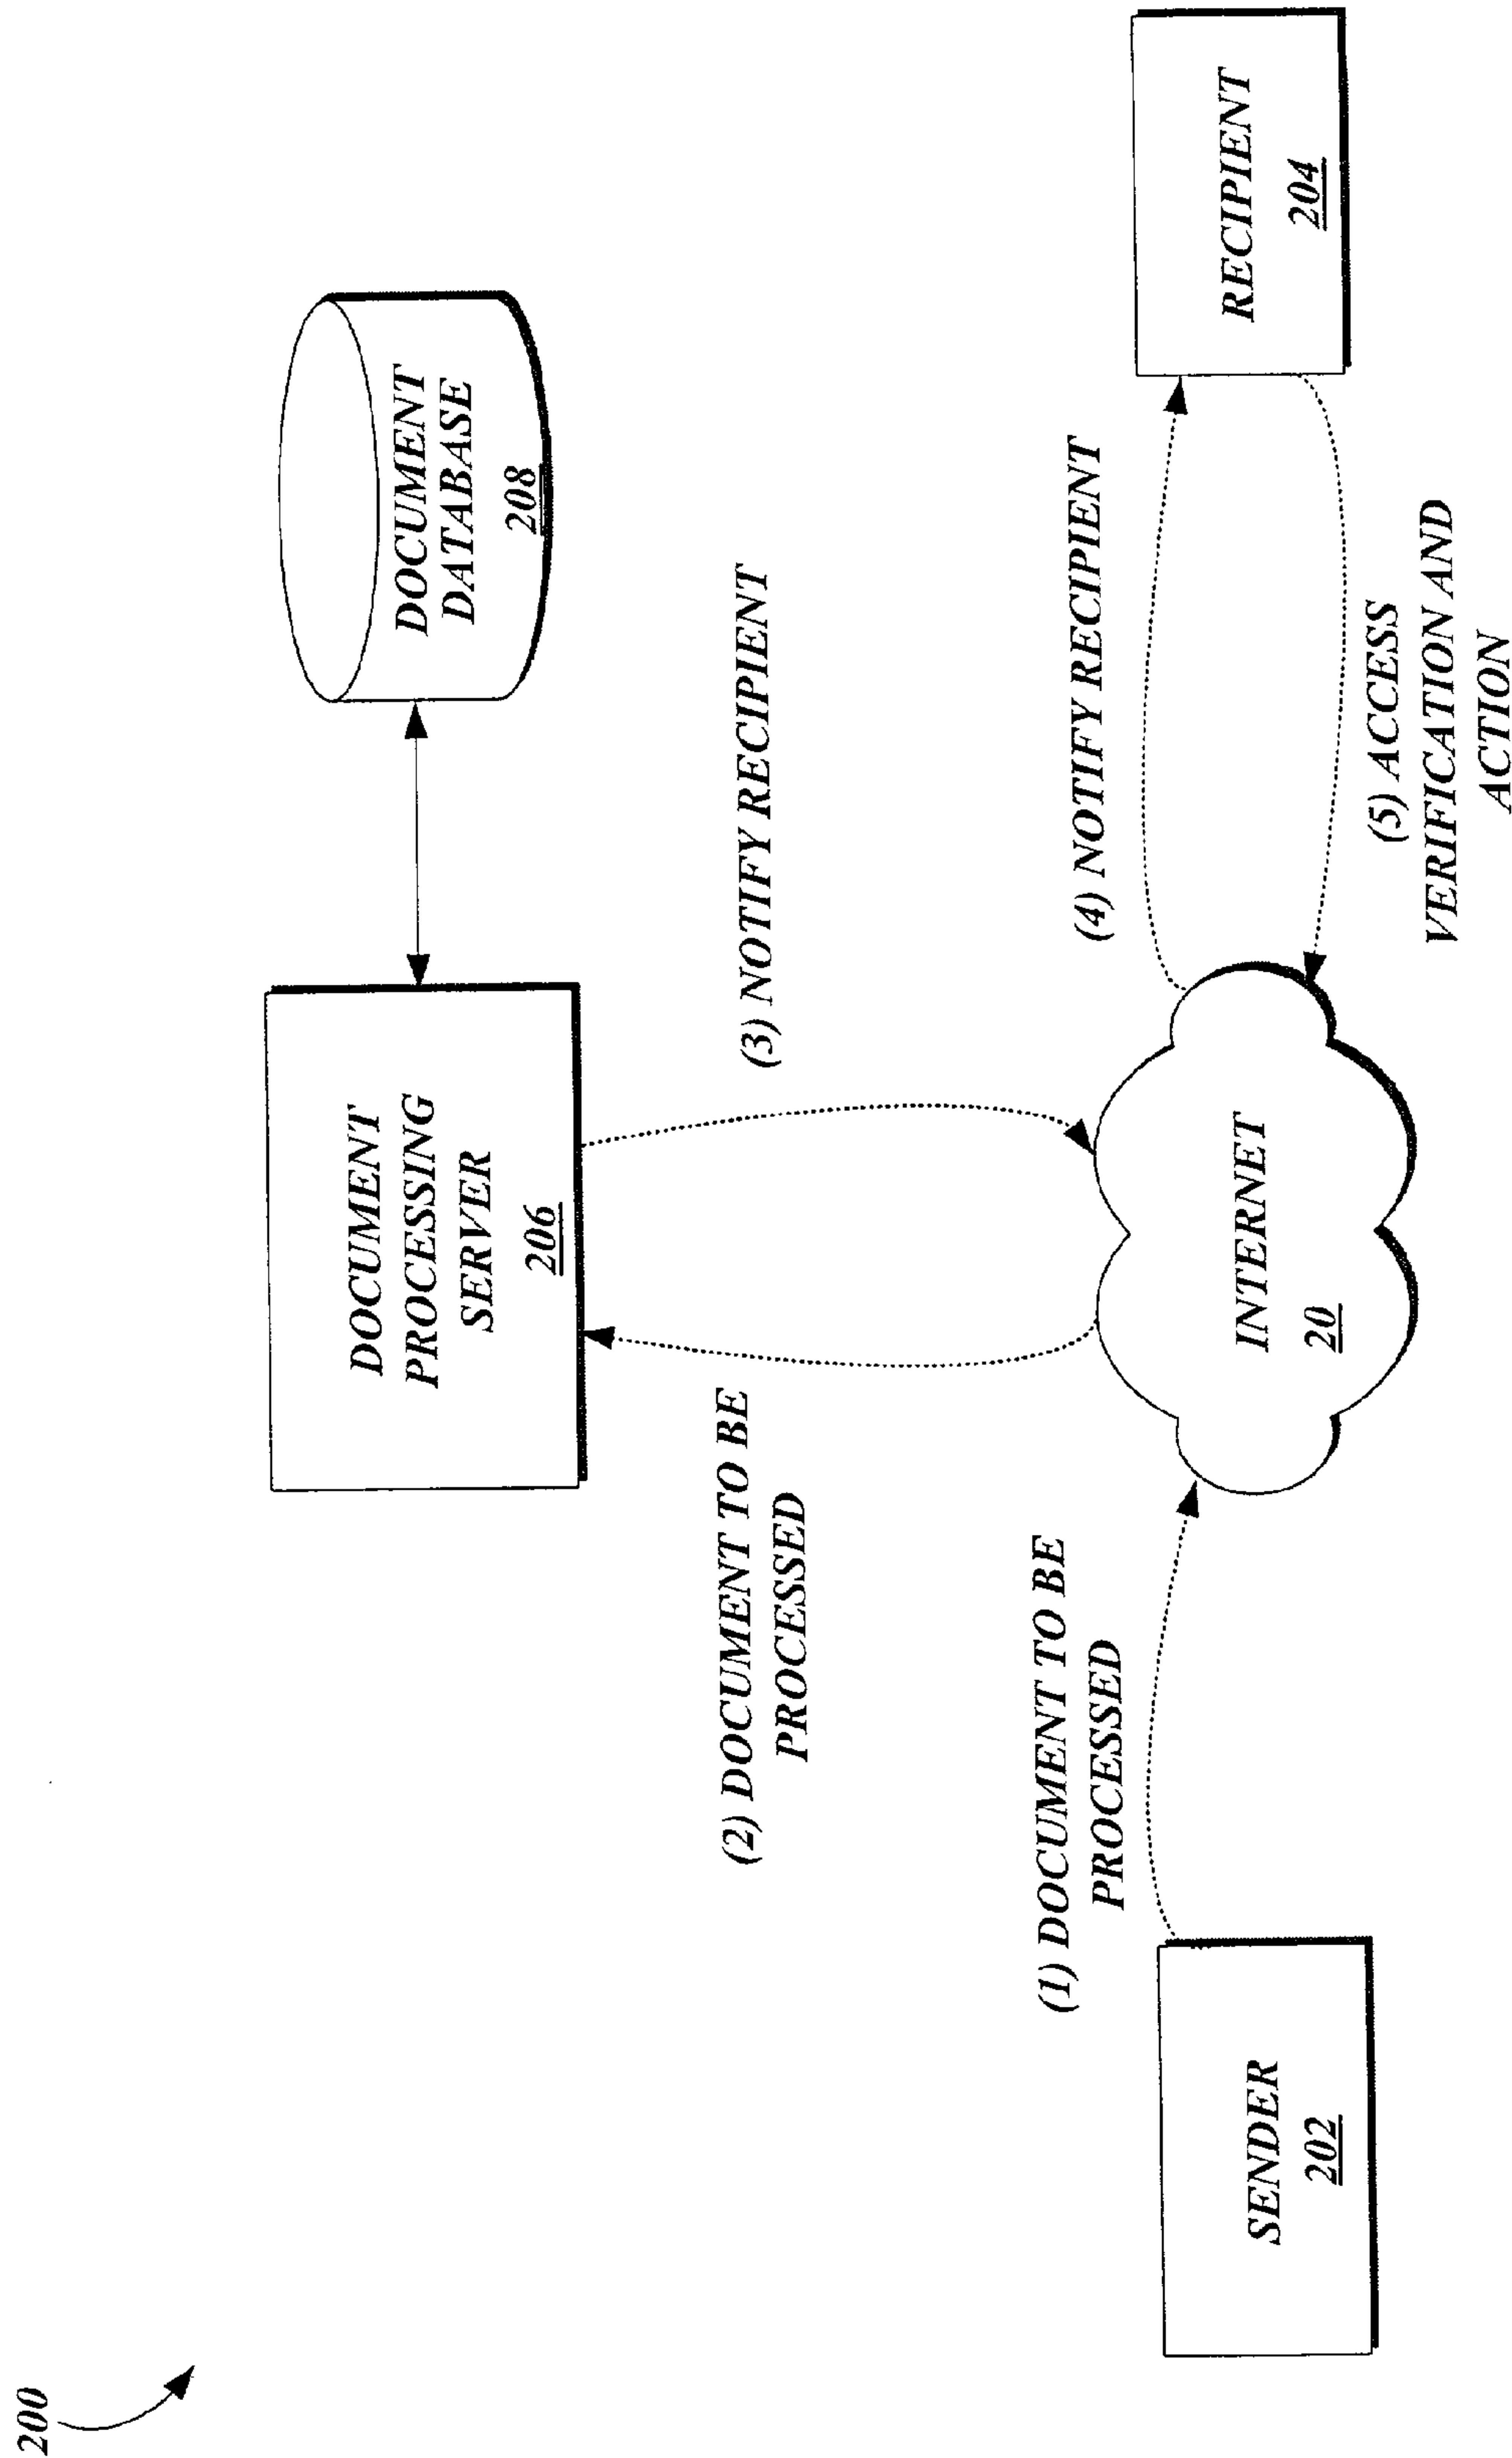 200
DOCUMENT
PROCESSING
SERVER
206
DOCUMENT
DATABASE
208
(2) DOCUMENT TO BE
PROCESSED
(3) NOTIFY RECIPIENT
(1) DOCUMENT TO BE
PROCESSED
(4) NOTIFY RECIPIENT
SENDER
202
INTERNET
20
RECIPIENT
204
(5) ACCESS
VERIFICATION AND
ACTION